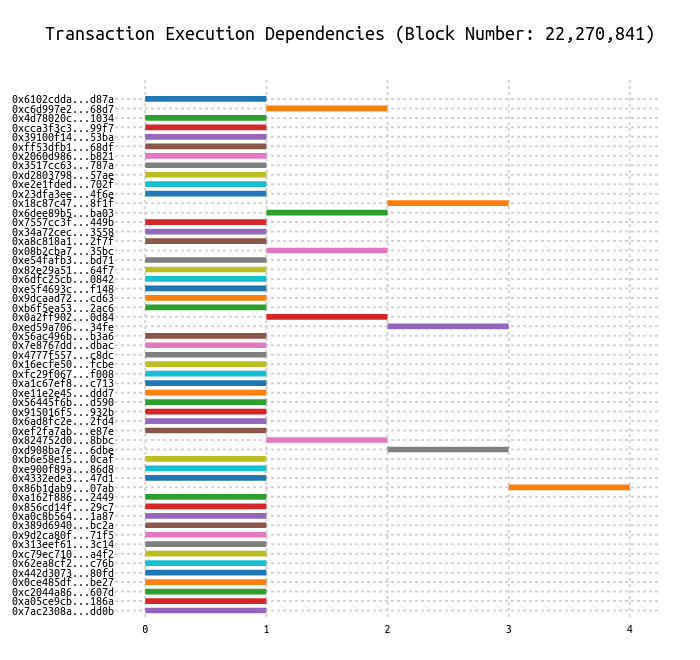 Transaction Execution Dependencies (Block Number: 22,270,841)
0x6102cdda...d87a
0xc6d997e2...68d7
0x4d78020c...1034
0xcca3f3c3...99f7
0x39100f14...53ba
0xff53dfb1...68df
0x2060d986...b821
0x3517cc63...787a
0xd2803798...57ae
0xe2e1fded...702f
0x23dfa3ee...4f6e
0x18c87c47...8f1f
0x6dee89b5...ba03
0x7557cc3f...449b
0x34a72cec...3558
0xa8c818a1...2f7f
0x08b2cba7...35bc
0xe54fafb3...bd71
0x82e29a51...64f7
0x6dfc25cb...0842
0xe5f4693c...f148
0x9dcaad72...cd63
0xb6f5ea53...2ac6
0x0a2ff902...0d84
0xed59a706...34fe
0x56ac496b...b3a6
0x7e8767dd...dbac
0x4777f557...c8dc
0x16ecfe50...fcbe
0xfc29f067...f008
0xa1c67ef8...c713
0xe11e2e45...ddd7
0x56445f6b...d590
0x915016f5...932b
0x6ad8fc2e...2fd4
0xef2fa7ab...e87e
0x824752d0...8bbc
0xd908ba7e...6dbe
0xb6e58e15...0caf
0xe900f89a...86d8
0x4332ede3...47d1
0x86b1dab9...07ab
0xa162f886...2449
0x856cd14f...29c7
0xa0c8b564...1a87
0x389d6940...bc2a
0x9d2ca80f...71f5
0x313eef61...3c14
0xc79ec710...a4f2
0x62ea8cf2...c76b
0x442d3073...80fd
0x0ce485df...be27
0xc2044a86...607d
0xa05ce9cb...186a
0x7ac2308a...dd0b
0 1 2 3 4